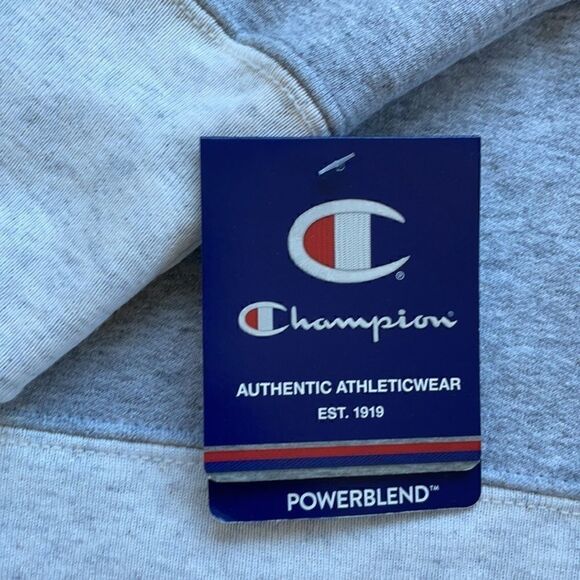 C®
Champion®
AUTHENTIC ATHLETICWEAR
EST. 1919
POWERBLEND™